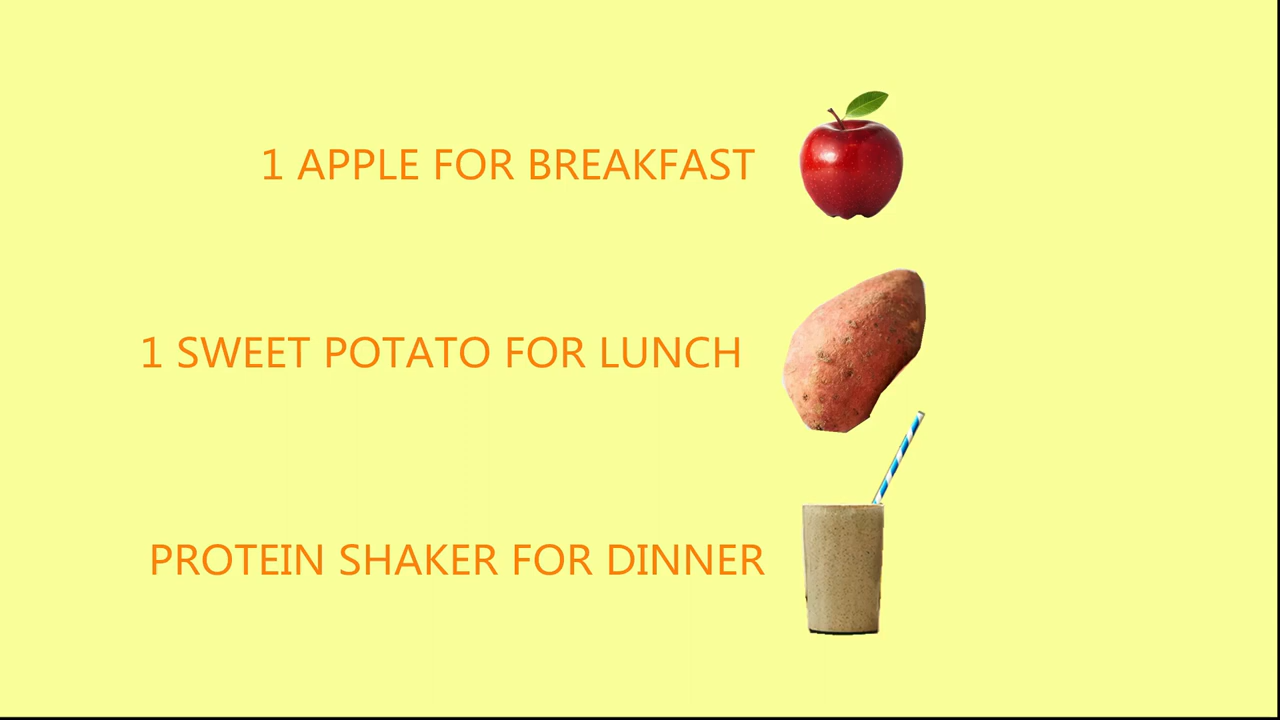 1 APPLE FOR BREAKFAST
1 SWEET POTATO FOR LUNCH
PROTEIN SHAKER FOR DINNER